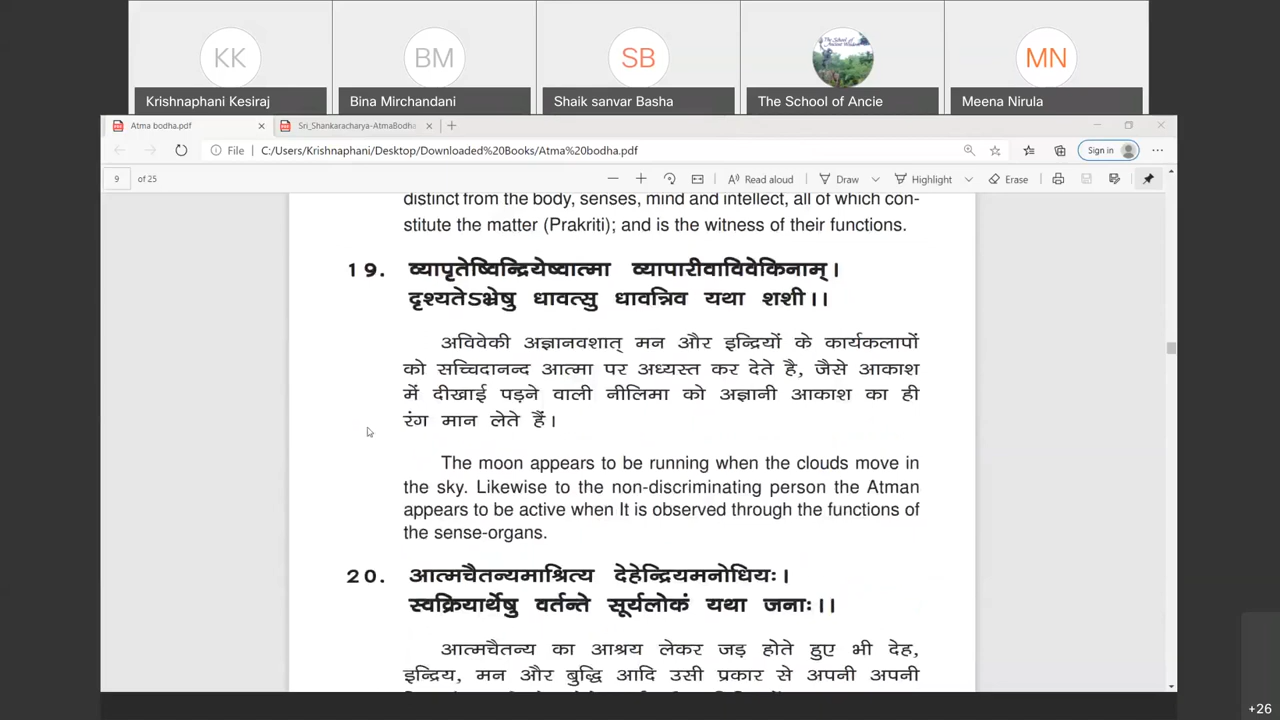 KK
BM
SB
The School of
Ancient Wisdom
MN
Krishnaphani Kesiraj
Bina Mirchandani
Shaik sanvar Basha
The School of Ancie
Meena Nirula
Atma bodha.pdf
Sri_Shankaracharya-AtmaBodha
File C:/Users/Krishnaphani/Desktop/Downloaded%20Books/Atma%20bodha.pdf
Sign in
9 of 25
Read aloud
Draw
Highlight
Erase
distinct from the body, senses, mind and intellect, all of which con-
stitute the matter (Prakriti); and is the witness of their functions.
19. व्यापृतेष्विन्द्रियेष्वात्मा व्यापारीवाविवेकिनाम्।
दृश्यतेऽभ्रेषु धावत्सु धावन्निव यथा शशी।।
अविवेकी अज्ञानवशात् मन और इन्द्रियों के कार्यकलापों
को सच्चिदानन्द आत्मा पर अध्यस्त कर देते है, जैसे आकाश
में दीखाई पड़ने वाली नीलिमा को अज्ञानी आकाश का ही
रंग मान लेते हैं।
The moon appears to be running when the clouds move in
the sky. Likewise to the non-discriminating person the Atman
appears to be active when It is observed through the functions of
the sense-organs.
20. आत्मचैतन्यमाश्रित्य देहेन्द्रियमनोधियः।
स्वक्रियार्थेषु वर्तन्ते सूर्यलोकं यथा जनाः।।
आत्मचैतन्य का आश्रय लेकर जड़ होते हुए भी देह,
इन्द्रिय, मन और बुद्धि आदि उसी प्रकार से अपनी अपनी
+26